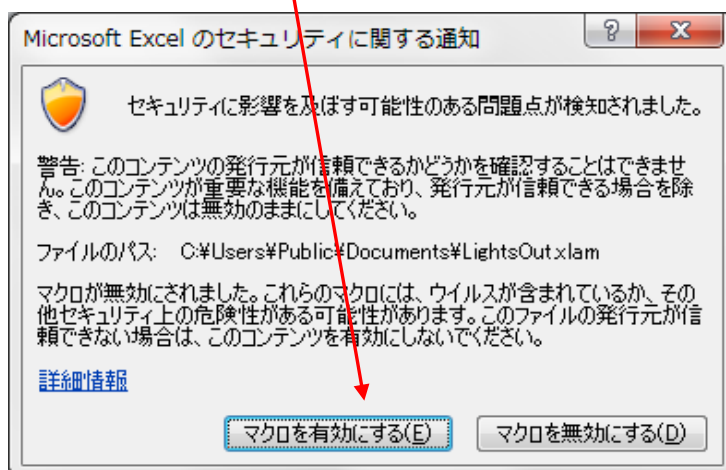 Microsoft Excel のセキュリティに関する通知
セキュリティに影響を及ぼす可能性のある問題点が検知されました。
警告: このコンテンツの発行元が信頼できるかどうかを確認することはできませ
ん。このコンテンツが重要な機能を備えており、発行元が信頼できる場合を除
き、このコンテンツは無効のままにしてください。
ファイルのパス: C:¥Users¥Public¥Documents¥LightsOut.xlam
マクロが無効にされました。これらのマクロには、ウイルスが含まれているか、その
他セキュリティ上の危険性がある可能性があります。このファイルの発行元が信
頼できない場合は、このコンテンツを有効にしないでください。
詳細情報
マクロを有効にする(E) マクロを無効にする(D)